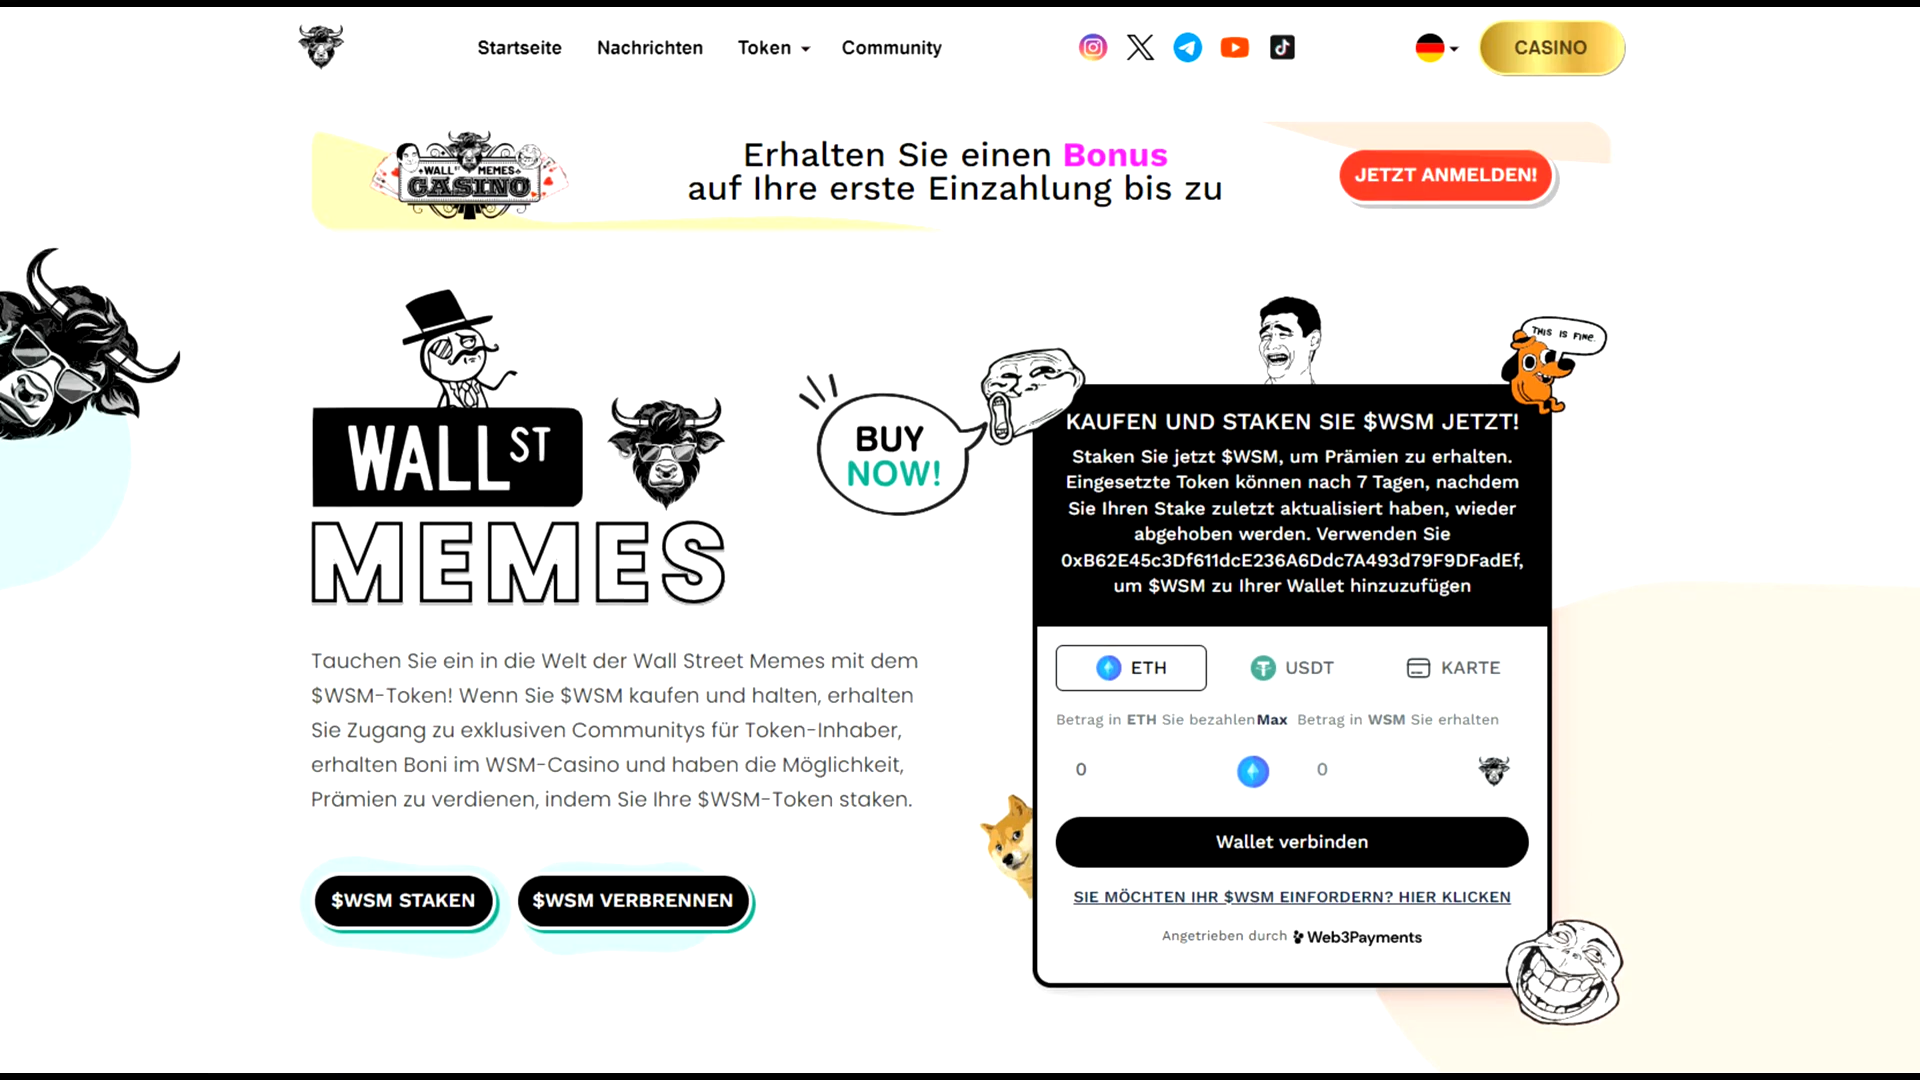 Startseite
Nachrichten
Token
Community
CASINO
WALL ST MEMES
CASINO
Erhalten Sie einen Bonus
auf Ihre erste Einzahlung bis zu
JETZT ANMELDEN!
WALL ST
MEMES
BUY
NOW!
THIS IS FINE.
KAUFEN UND STAKEN SIE $WSM JETZT!
Staken Sie jetzt $WSM, um Prämien zu erhalten.
Eingesetzte Token können nach 7 Tagen, nachdem
Sie Ihren Stake zuletzt aktualisiert haben, wieder
abgehoben werden. Verwenden Sie
0xB62E45c3Df611dcE236A6Ddc7A493d79F9DFadEf,
um $WSM zu Ihrer Wallet hinzuzufügen
Tauchen Sie ein in die Welt der Wall Street Memes mit dem
$WSM-Token! Wenn Sie $WSM kaufen und halten, erhalten
Sie Zugang zu exklusiven Communitys für Token-Inhaber,
erhalten Boni im WSM-Casino und haben die Möglichkeit,
Prämien zu verdienen, indem Sie Ihre $WSM-Token staken.
$WSM STAKEN
$WSM VERBRENNEN
ETH
USDT
KARTE
Betrag in ETH Sie bezahlen Max
Betrag in WSM Sie erhalten
0
0
Wallet verbinden
SIE MÖCHTEN IHR $WSM EINFORDERN? HIER KLICKEN
Angetrieben durch Web3Payments